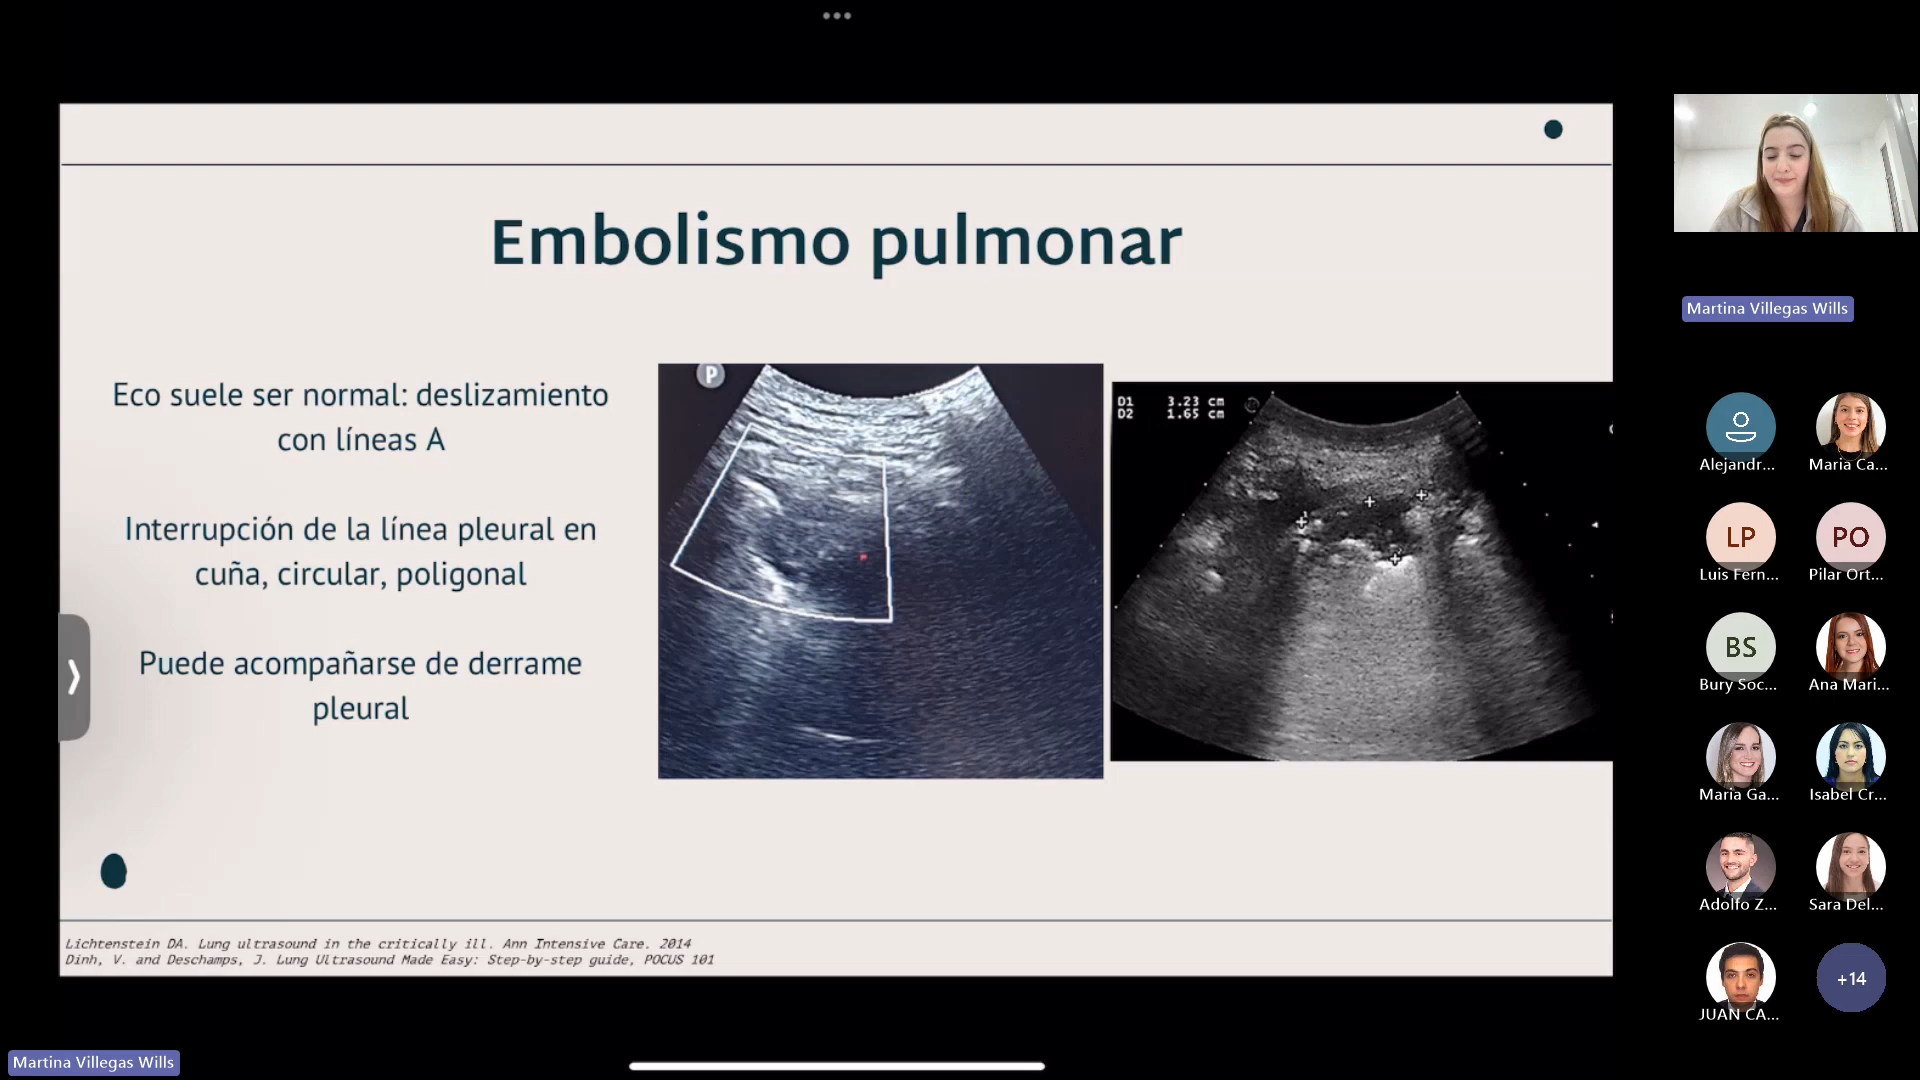 Embolismo pulmonar
Eco suele ser normal: deslizamiento
con líneas A
Interrupción de la línea pleural en
cuña, circular, poligonal
Puede acompañarse de derrame
pleural
P
D1 3.23 cm
D2 1.65 cm
Lichtenstein DA. Lung ultrasound in the critically ill. Ann Intensive Care. 2014
Dinh, V. and Deschamps, J. Lung Ultrasound Made Easy: Step-by-step guide, POCUS 101
Martina Villegas Wills
Alejandr...
Maria Ca...
LP
Luis Fern...
PO
Pilar Ort...
BS
Bury Soc...
Ana Mari...
Maria Ga...
Isabel Cr...
Adolfo Z...
Sara Del...
JUAN CA...
+14
Martina Villegas Wills